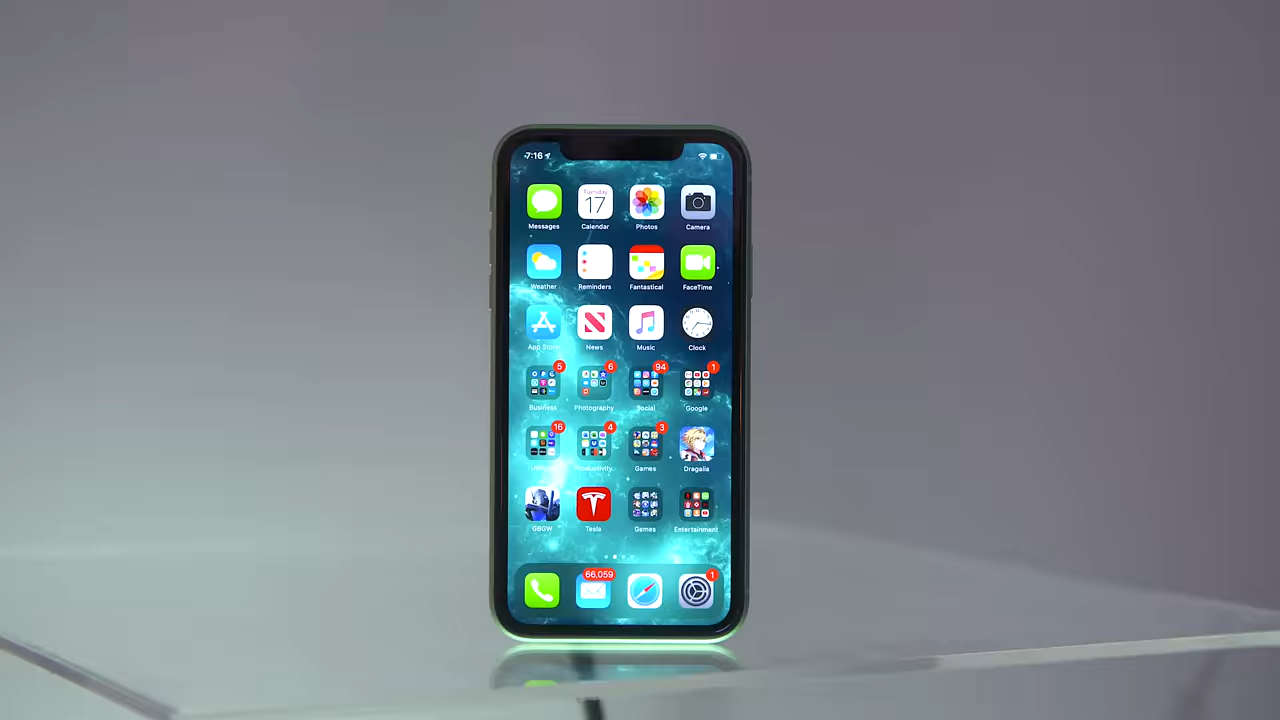 7:16
Tuesday
17
Messages
Calendar
Photos
Camera
Weather
Reminders
Fantastical
FaceTime
App Store
News
Music
Clock
5
6
94
1
Business
Photography
Social
Google
16
4
3
Productivity
Games
Dragalia
GBGW
Tesla
Games
Entertainment
66,059
1